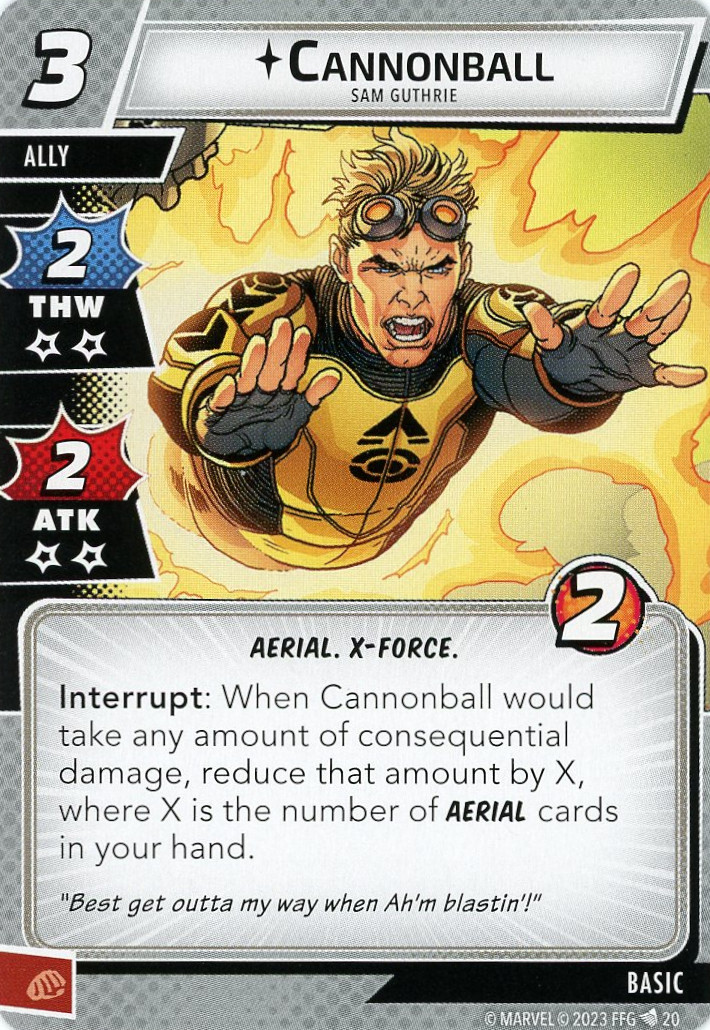 3
CANNONBALL
SAM GUTHRIE
ALLY
2
THW
2
ATK
2
AERIAL. X-FORCE.
Interrupt: When Cannonball would
take any amount of consequential
damage, reduce that amount by X,
where X is the number of AERIAL cards
in your hand.
"Best get outta my way when Ah'm blastin'!"
BASIC
© MARVEL © 2023 FFG 20